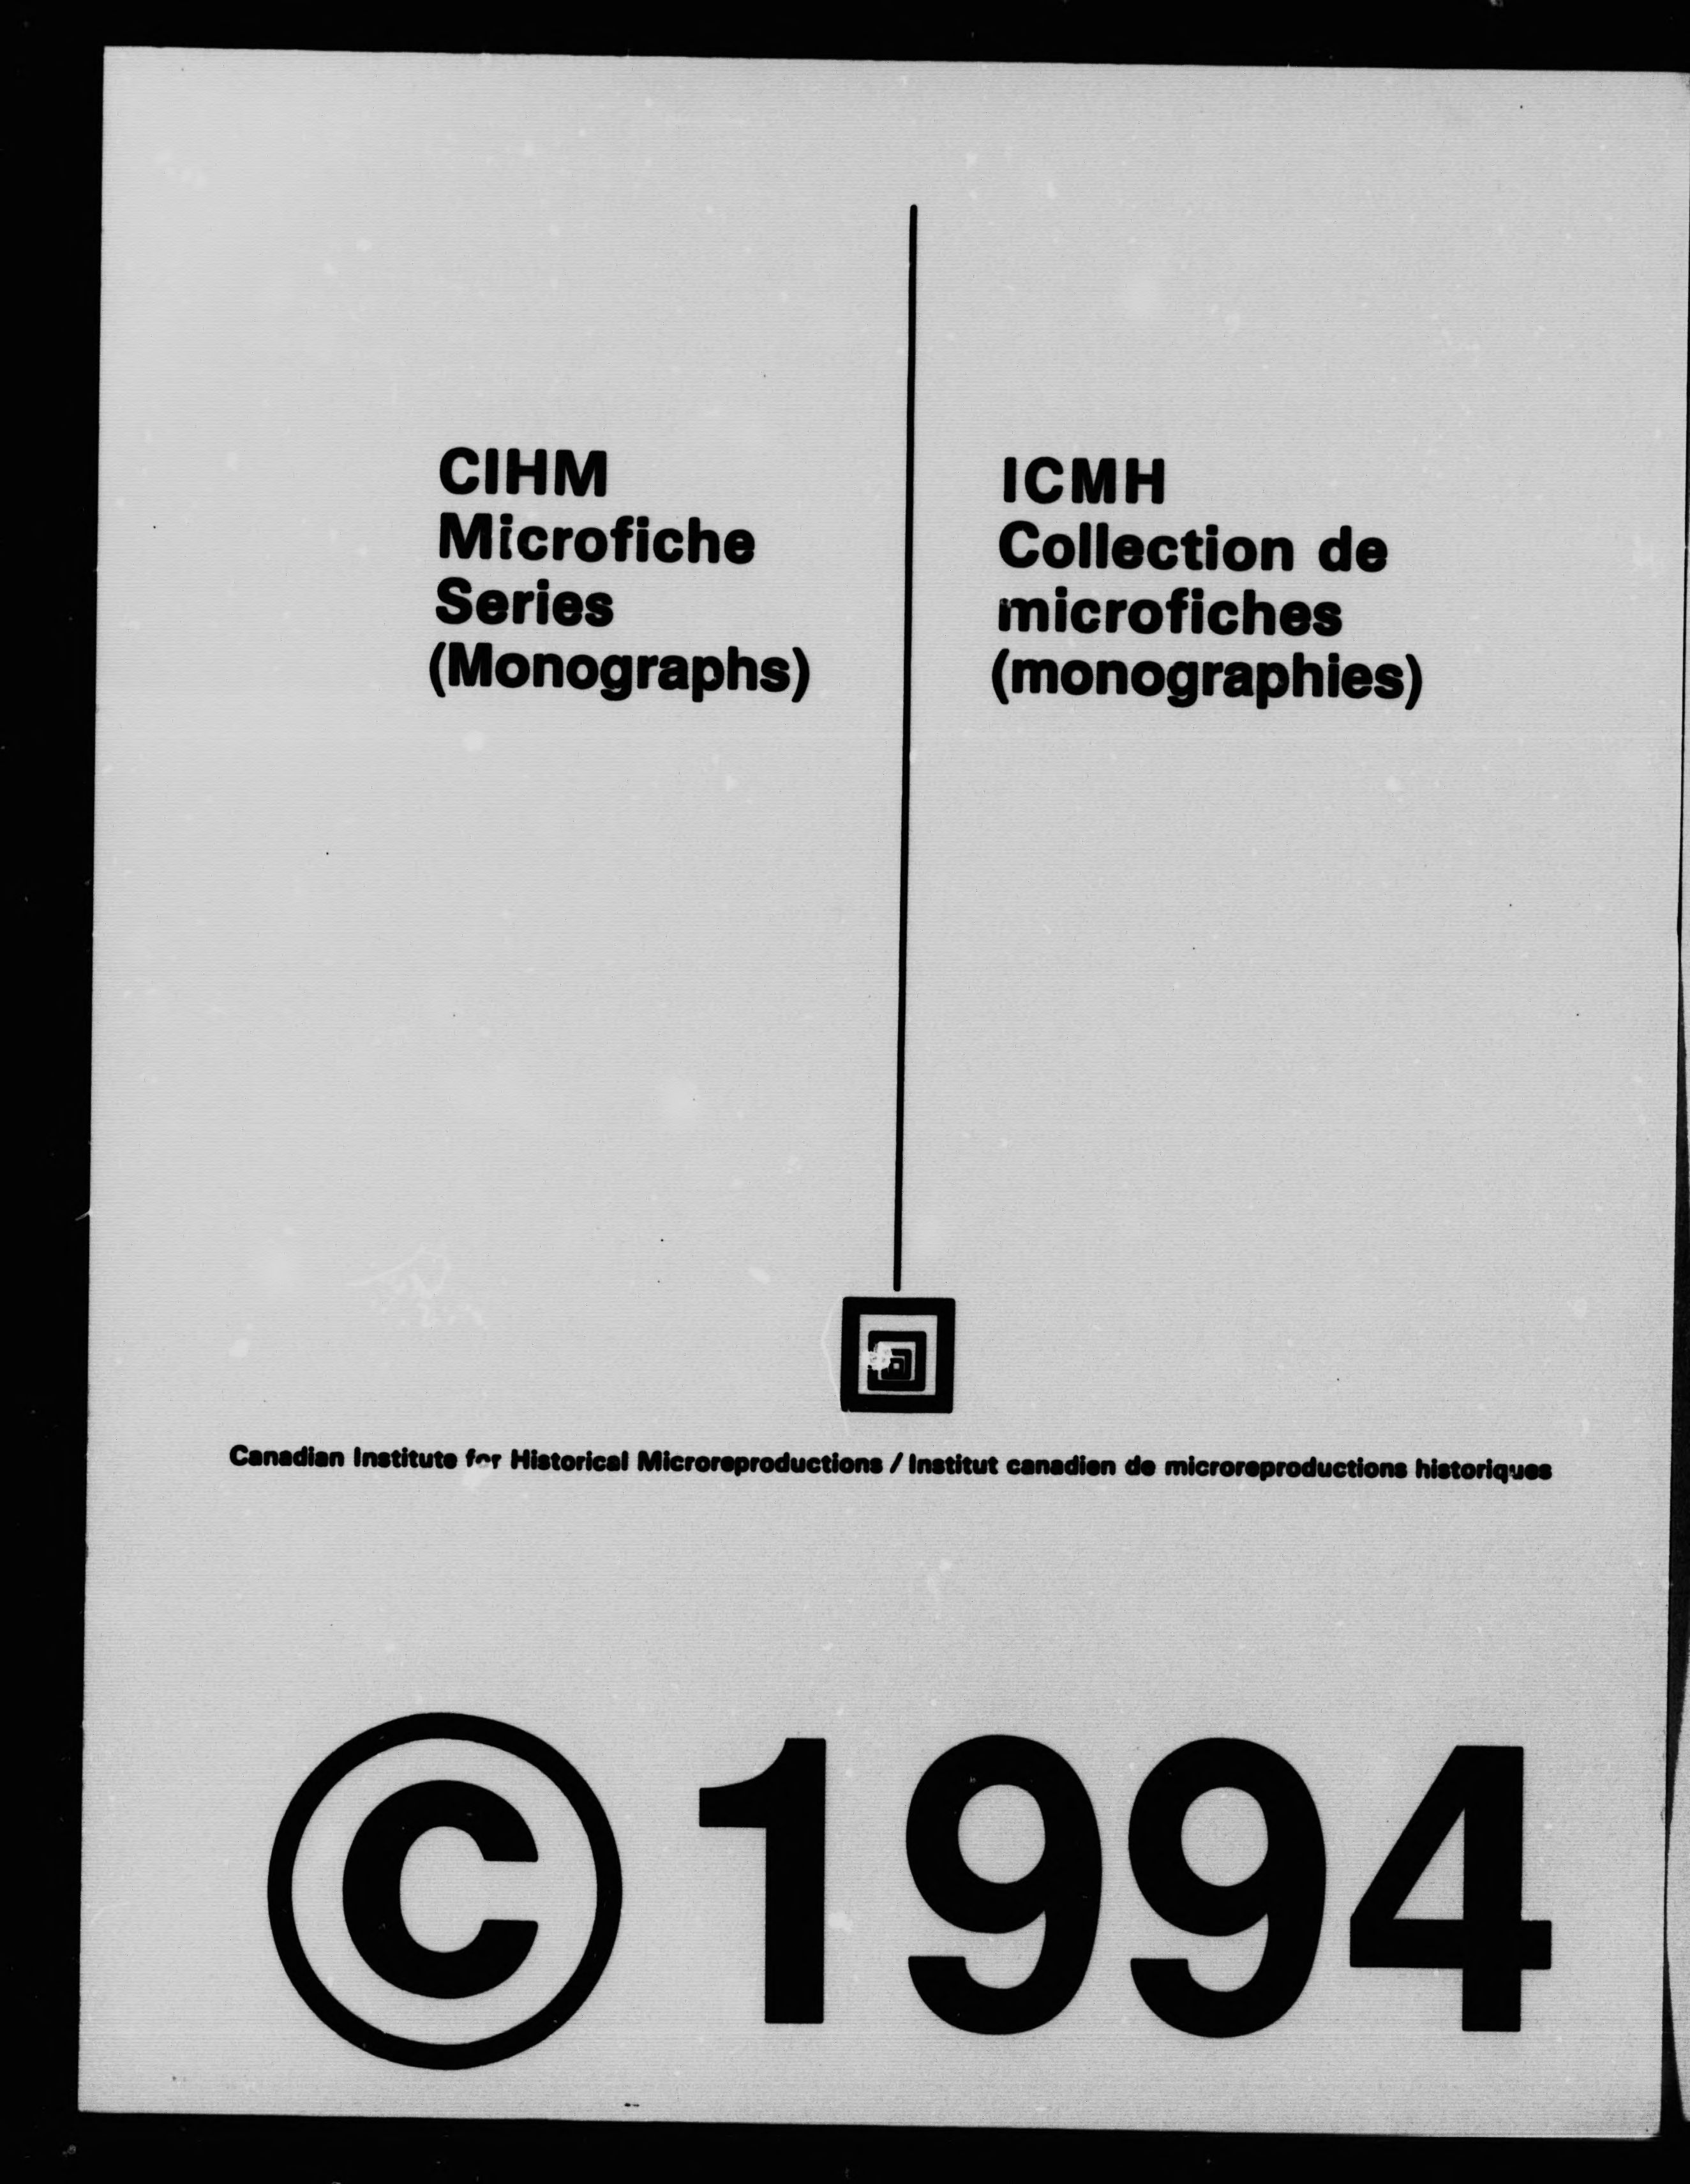 CIHM
Microfiche
Series
(Monographs)
ICMH
Collection de
microfiches
(monographies)
Canadian Institute for Historical Microreproductions / Institut canadien de microreproductions historiques
© 1994